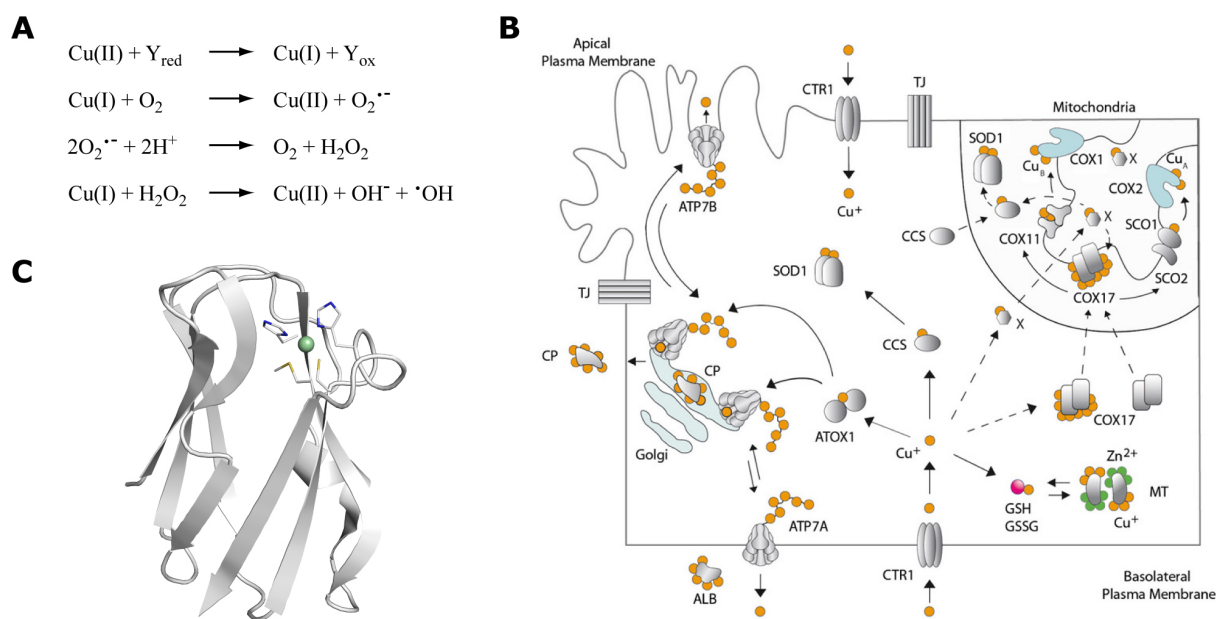 A
Cu(II) + Y_red → Cu(I) + Y_ox
Cu(I) + O₂ → Cu(II) + O₂•⁻
2O₂•⁻ + 2H⁺ → O₂ + H₂O₂
Cu(I) + H₂O₂ → Cu(II) + OH⁻ + •OH
B
Apical
Plasma Membrane
CTR1
TJ
Mitochondria
SOD1
Cu_B
COX1
X
Cu_A
COX2
ATP7B
Cu⁺
CCS
COX11
X
SCO1
SCO2
COX17
SOD1
TJ
CCS
X
CP
CP
Golgi
ATOX1
Cu⁺
COX17
Zn²⁺
MT
Cu⁺
GSH
GSSG
ATP7A
ALB
CTR1
Basolateral
Plasma Membrane
C